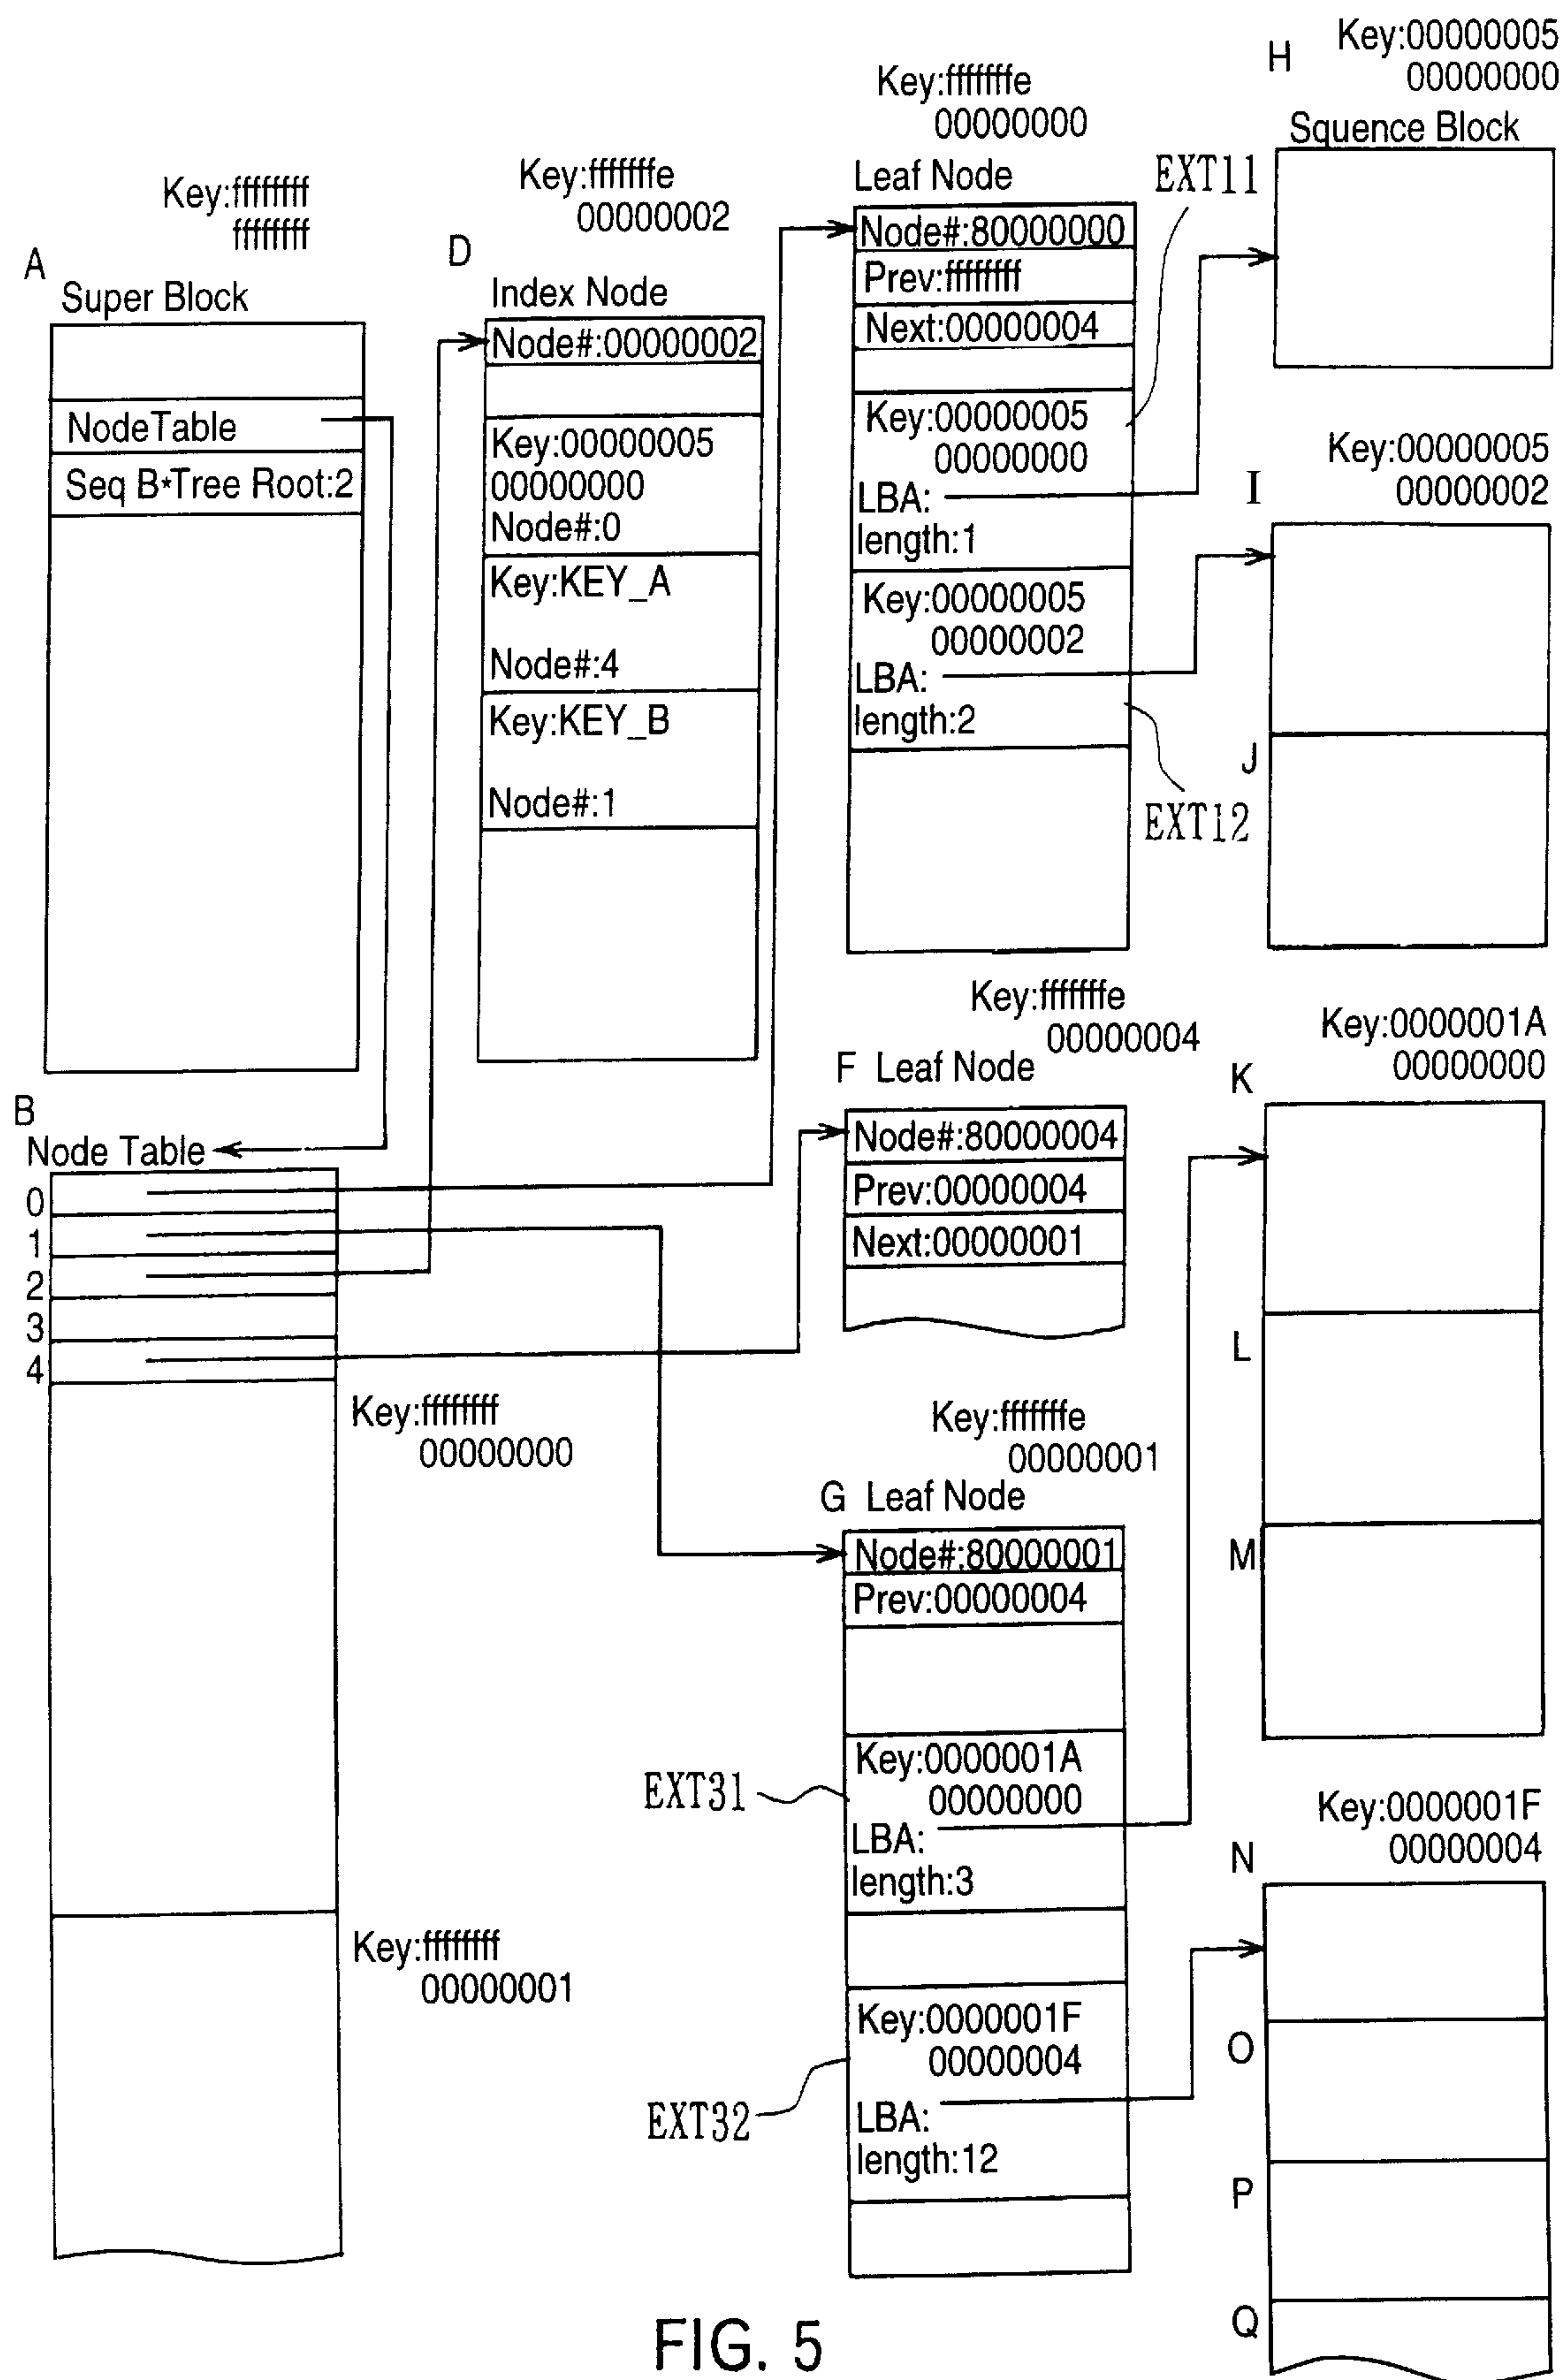 Key:ffffffff
ffffffff
A
Super Block
NodeTable
Seq B*Tree Root:2
B
Node Table
0
1
2
3
4
Key:ffffffff
00000000
Key:ffffffff
00000001
Key:fffffffe
00000002
D
Index Node
Node#:00000002
Key:00000005
00000000
Node#:0
Key:KEY_A
Node#:4
Key:KEY_B
Node#:1
Key:fffffffe
00000000
Leaf Node
Node#:80000000
Prev:ffffffff
Next:00000004
Key:00000005
00000000
LBA:
length:1
Key:00000005
00000002
LBA:
length:2
EXT11
EXT12
Key:fffffffe
00000004
F Leaf Node
Node#:80000004
Prev:00000004
Next:00000001
Key:fffffffe
00000001
G Leaf Node
Node#:80000001
Prev:00000004
Key:0000001A
00000000
LBA:
length:3
EXT31
Key:0000001F
00000004
LBA:
length:12
EXT32
H
Key:00000005
00000000
Squence Block
Key:00000005
00000002
I
J
Key:0000001A
00000000
K
L
M
Key:0000001F
00000004
N
O
P
Q
FIG. 5